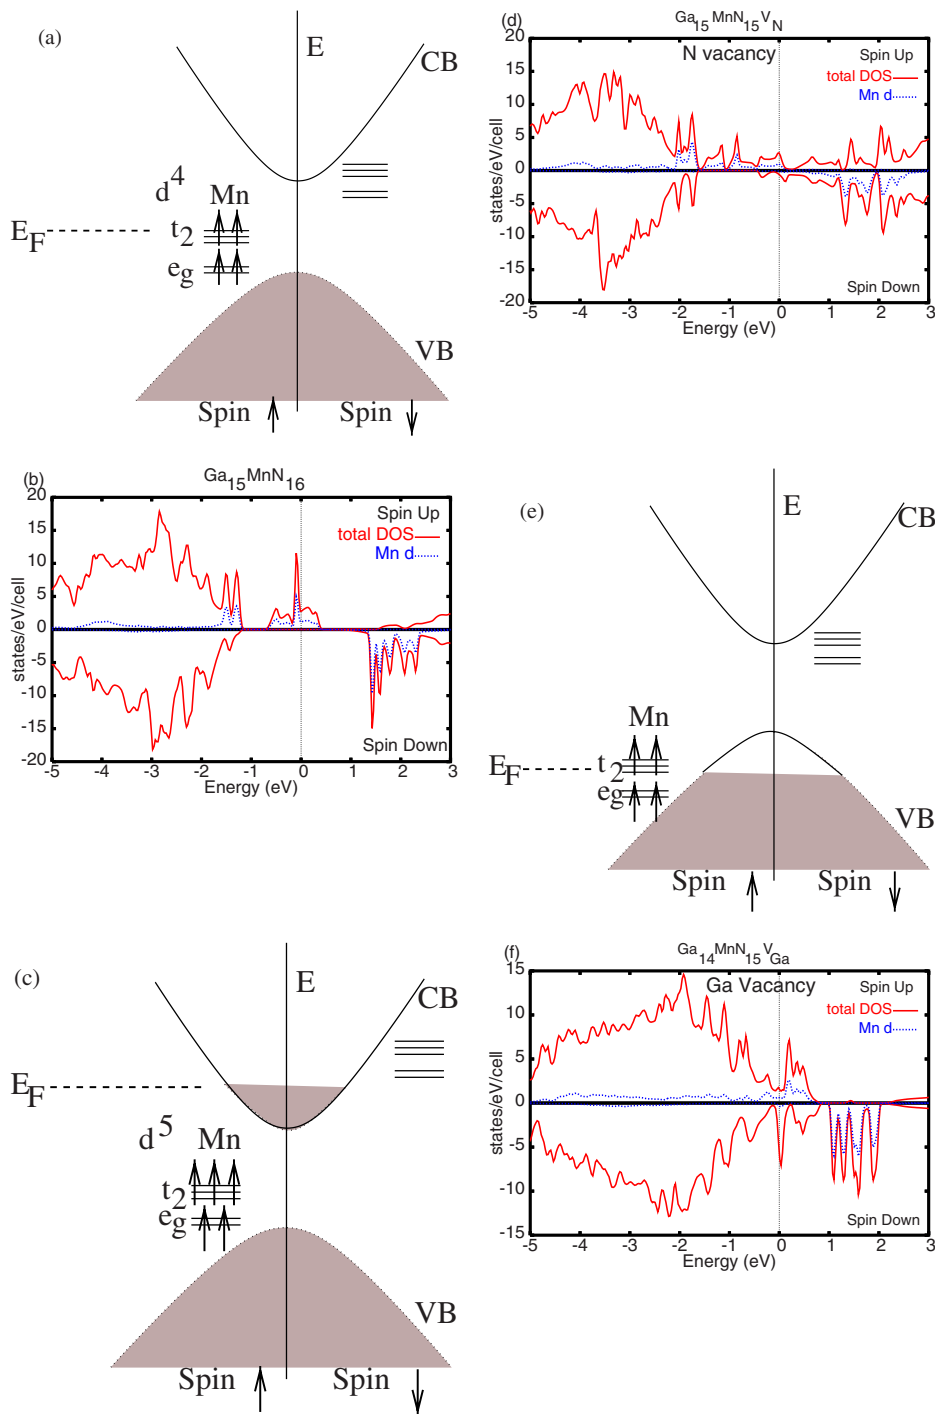 (a)
E
CB
d4
Mn
EF
t2
eg
VB
Spin
Spin
(b)
Ga15MnN16
20
15
10
5
0
-5
-10
-15
-20
states/eV/cell
Spin Up
total DOS
Mn d
Spin Down
-5 -4 -3 -2 -1 0 1 2 3
Energy (eV)
(c)
E
CB
EF
d5
Mn
t2
eg
VB
Spin
Spin
(d)
Ga15MnN15VN
N vacancy
20
15
10
5
0
-5
-10
-15
-20
states/eV/cell
Spin Up
total DOS
Mn d
Spin Down
-5 -4 -3 -2 -1 0 1 2 3
Energy (eV)
(e)
E
CB
Mn
EF
t2
eg
VB
Spin
Spin
(f)
Ga14MnN15VGa
Ga Vacancy
15
10
5
0
-5
-10
-15
states/eV/cell
Spin Up
total DOS
Mn d
Spin Down
-5 -4 -3 -2 -1 0 1 2 3
Energy (eV)